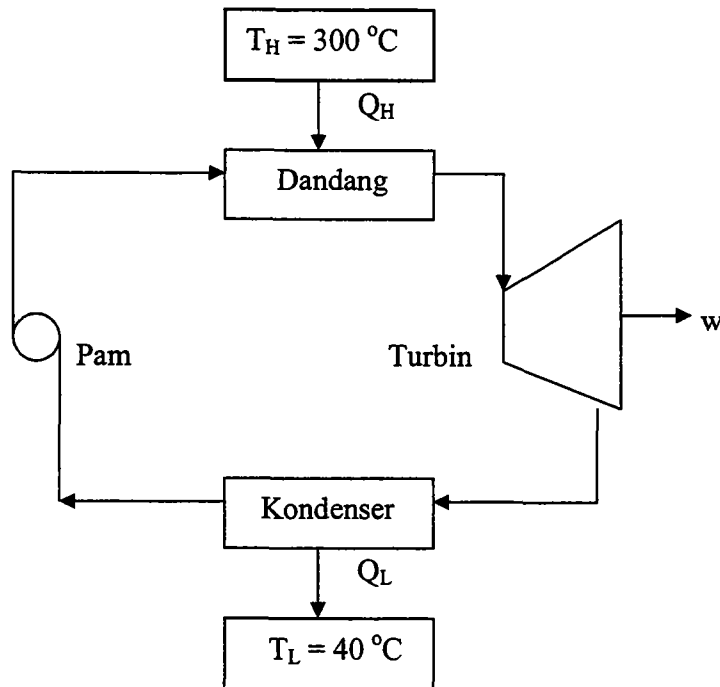 T_H = 300 °C
Q_H
Dandang
Pam
Turbin
w
Kondenser
Q_L
T_L = 40 °C